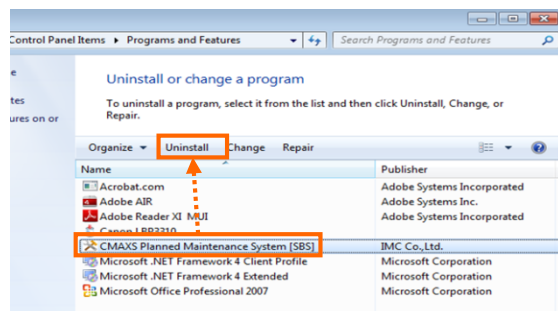 Control Panel Items ▸ Programs and Features
Search Programs and Features
e
tes
ures on or
Uninstall or change a program
To uninstall a program, select it from the list and then click Uninstall, Change, or
Repair.
Organize Uninstall Change Repair
Name Publisher
Acrobat.com Adobe Systems Incorporated
Adobe AIR Adobe Systems Inc.
Adobe Reader XI MUI Adobe Systems Incorporated
Canon LBP3310
CMAXS Planned Maintenance System [SBS] IMC Co.,Ltd.
Microsoft .NET Framework 4 Client Profile Microsoft Corporation
Microsoft .NET Framework 4 Extended Microsoft Corporation
Microsoft Office Professional 2007 Microsoft Corporation